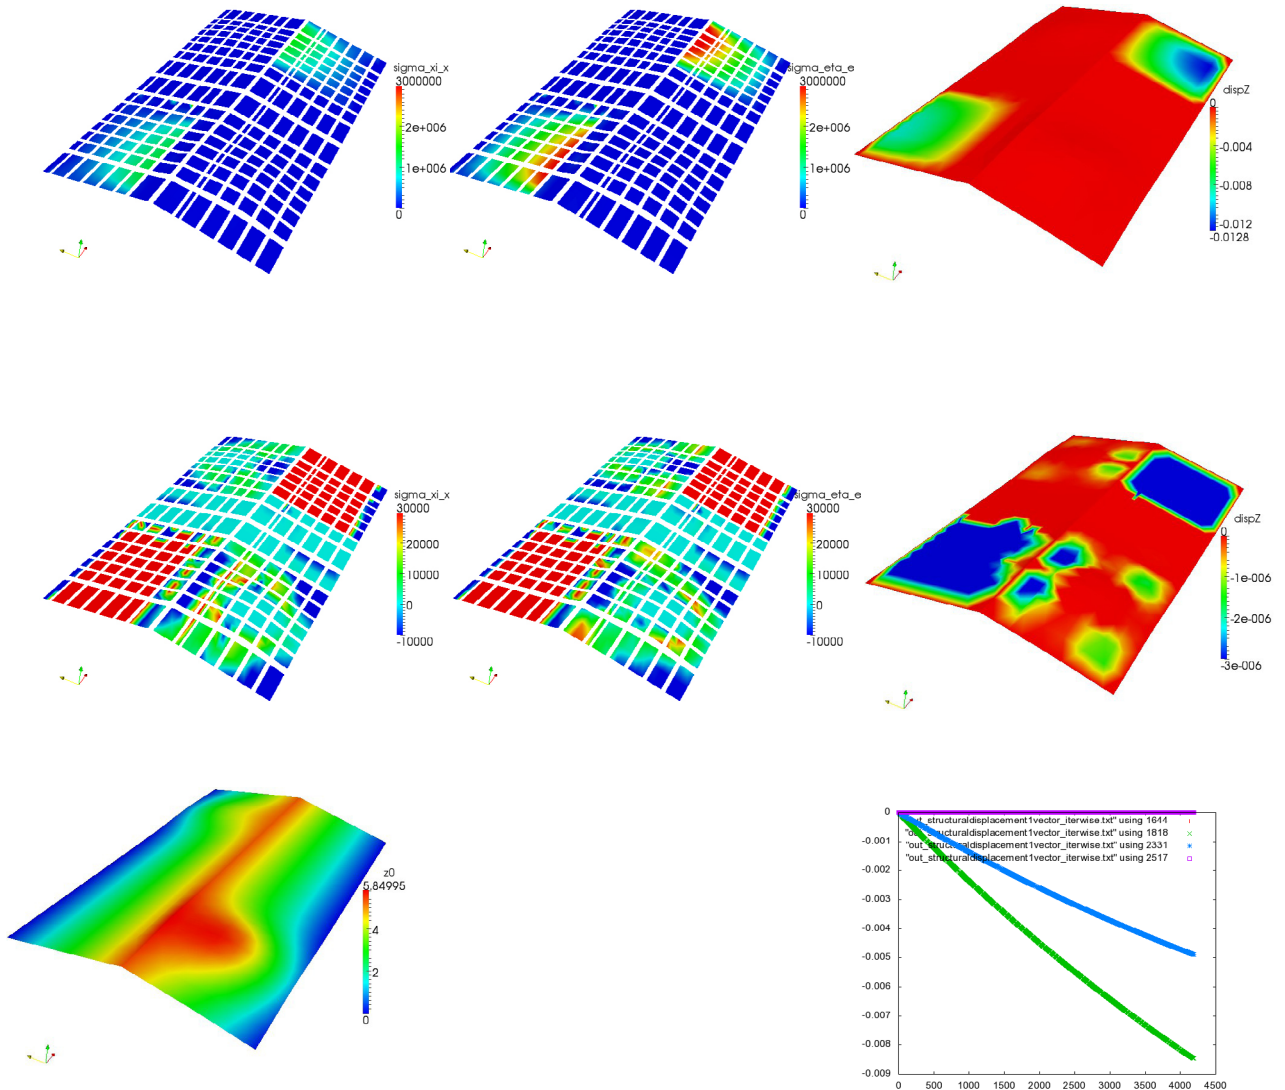 sigma_xi_x
3000000
2e+006
1e+006
0
sigma_eta_e
3000000
2e+006
1e+006
0
dispZ
0
-0.004
-0.008
-0.012
-0.0128
sigma_xi_x
30000
20000
10000
0
-10000
sigma_eta_e
30000
20000
10000
0
-10000
dispZ
0
-1e-006
-2e-006
-3e-006
z0
5.84995
4
2
0
0
-0.001
-0.002
-0.003
-0.004
-0.005
-0.006
-0.007
-0.008
-0.009
"out_structuraldisplacement1vector_iterwise.txt" using 1644
"out_structuraldisplacement1vector_iterwise.txt" using 1818
"out_structuraldisplacement1vector_iterwise.txt" using 2331
"out_structuraldisplacement1vector_iterwise.txt" using 2517
0 500 1000 1500 2000 2500 3000 3500 4000 4500